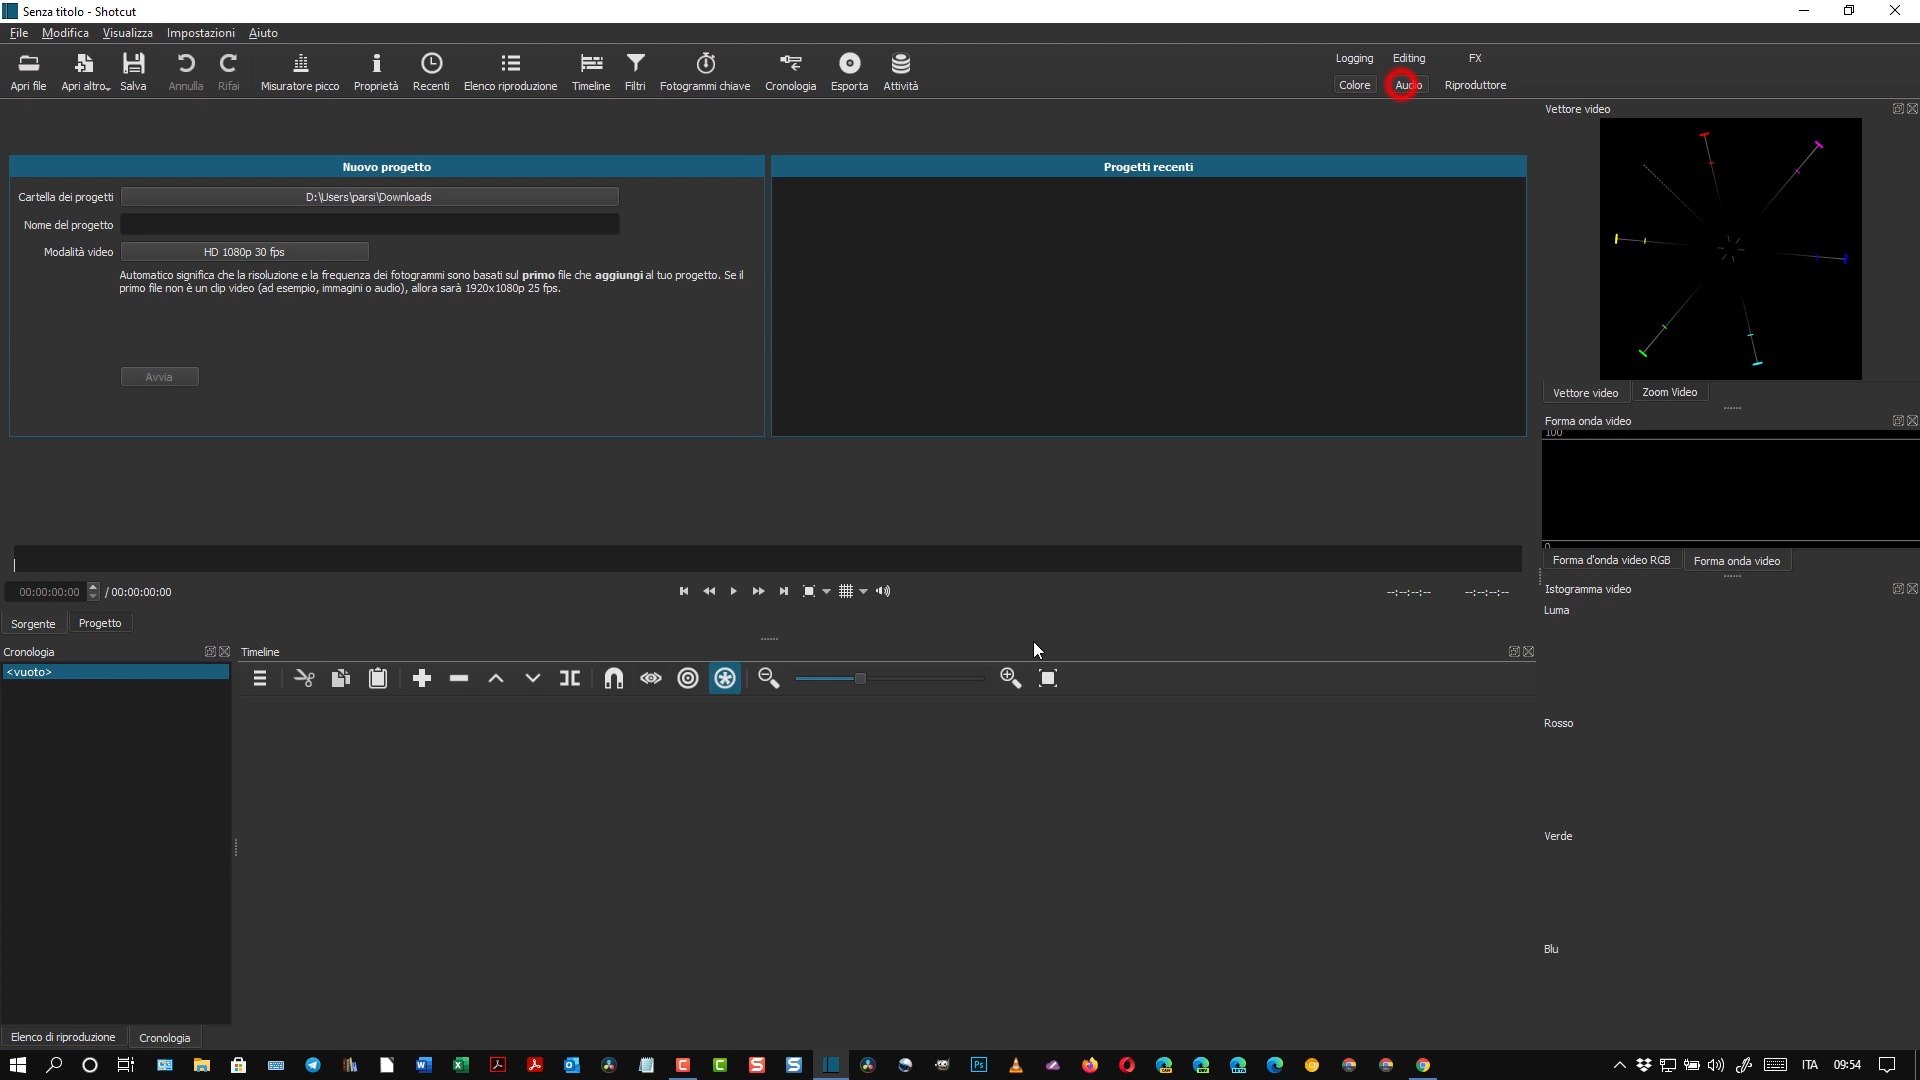 Senza titolo - Shotcut
File Modifica Visualizza Impostazioni Aiuto
Apri file Apri altro... Salva Annulla Rifai Misuratore picco Proprietà Recenti Elenco riproduzione Timeline Filtri Fotogrammi chiave Cronologia Esporta Attività
Logging Editing FX
Colore Audio Riproduttore
Vettore video
Nuovo progetto
Progetti recenti
Cartella dei progetti D:\Users\parsi\Downloads
Nome del progetto
Modalità video HD 1080p 30 fps
Automatico significa che la risoluzione e la frequenza dei fotogrammi sono basati sul primo file che aggiungi al tuo progetto. Se il
primo file non è un clip video (ad esempio, immagini o audio), allora sarà 1920x1080p 25 fps.
Avvia
Vettore video Zoom Video
Forma onda video
100
0
Forma d'onda video RGB Forma onda video
Istogramma video
Luma
Rosso
Verde
Blu
00:00:00:00 / 00:00:00:00
--:--:--:-- --:--:--:--
Sorgente Progetto
Cronologia
<vuoto>
Timeline
Elenco di riproduzione Cronologia
ITA 09:54